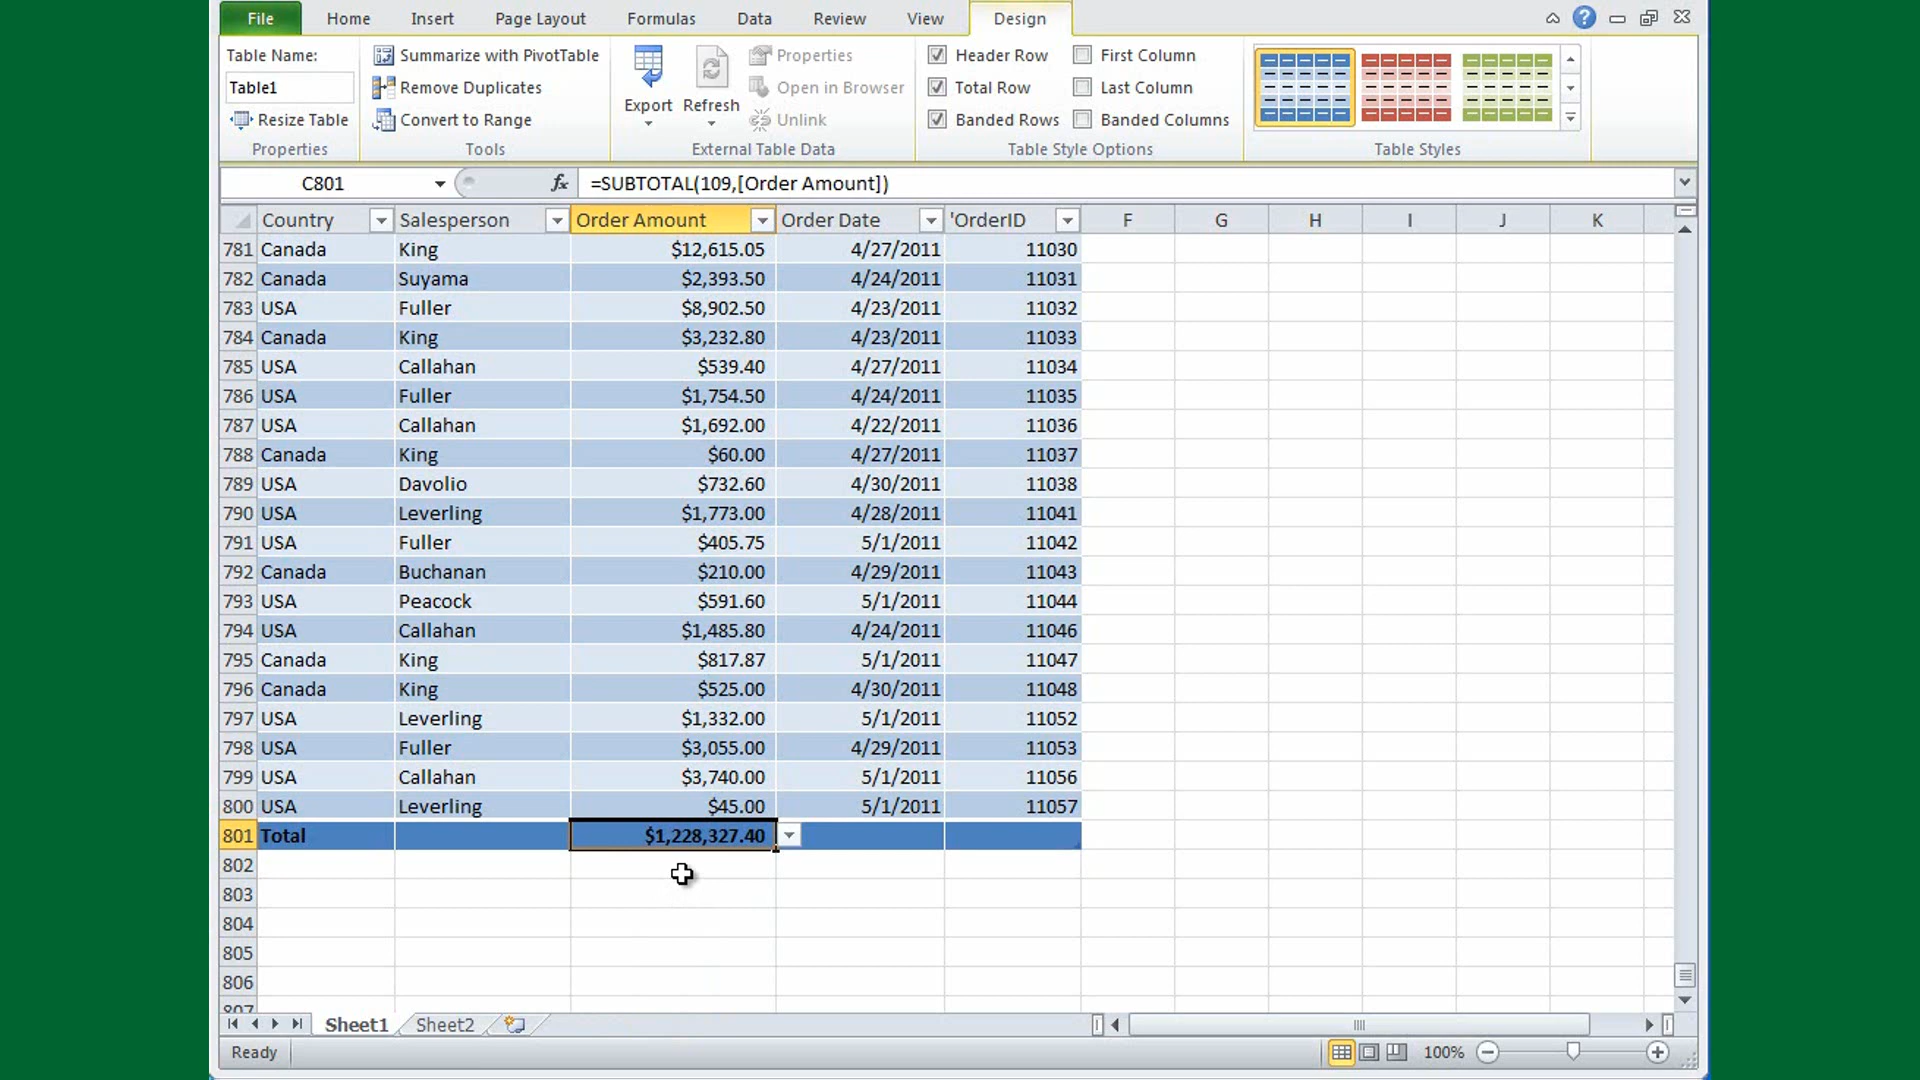 File Home Insert Page Layout Formulas Data Review View Design
Table Name: Summarize with PivotTable Properties Header Row First Column
Table1 Remove Duplicates Export Refresh Open in Browser Total Row Last Column
Resize Table Convert to Range Unlink Banded Rows Banded Columns
Properties Tools External Table Data Table Style Options Table Styles
C801 fx =SUBTOTAL(109,[Order Amount])
Country Salesperson Order Amount Order Date 'OrderID F G H I J K
781 Canada King $12,615.05 4/27/2011 11030
782 Canada Suyama $2,393.50 4/24/2011 11031
783 USA Fuller $8,902.50 4/23/2011 11032
784 Canada King $3,232.80 4/23/2011 11033
785 USA Callahan $539.40 4/27/2011 11034
786 USA Fuller $1,754.50 4/24/2011 11035
787 USA Callahan $1,692.00 4/22/2011 11036
788 Canada King $60.00 4/27/2011 11037
789 USA Davolio $732.60 4/30/2011 11038
790 USA Leverling $1,773.00 4/28/2011 11041
791 USA Fuller $405.75 5/1/2011 11042
792 Canada Buchanan $210.00 4/29/2011 11043
793 USA Peacock $591.60 5/1/2011 11044
794 USA Callahan $1,485.80 4/24/2011 11046
795 Canada King $817.87 5/1/2011 11047
796 Canada King $525.00 4/30/2011 11048
797 USA Leverling $1,332.00 5/1/2011 11052
798 USA Fuller $3,055.00 4/29/2011 11053
799 USA Callahan $3,740.00 5/1/2011 11056
800 USA Leverling $45.00 5/1/2011 11057
801 Total $1,228,327.40
802
803
804
805
806
807
Sheet1 Sheet2
Ready 100%